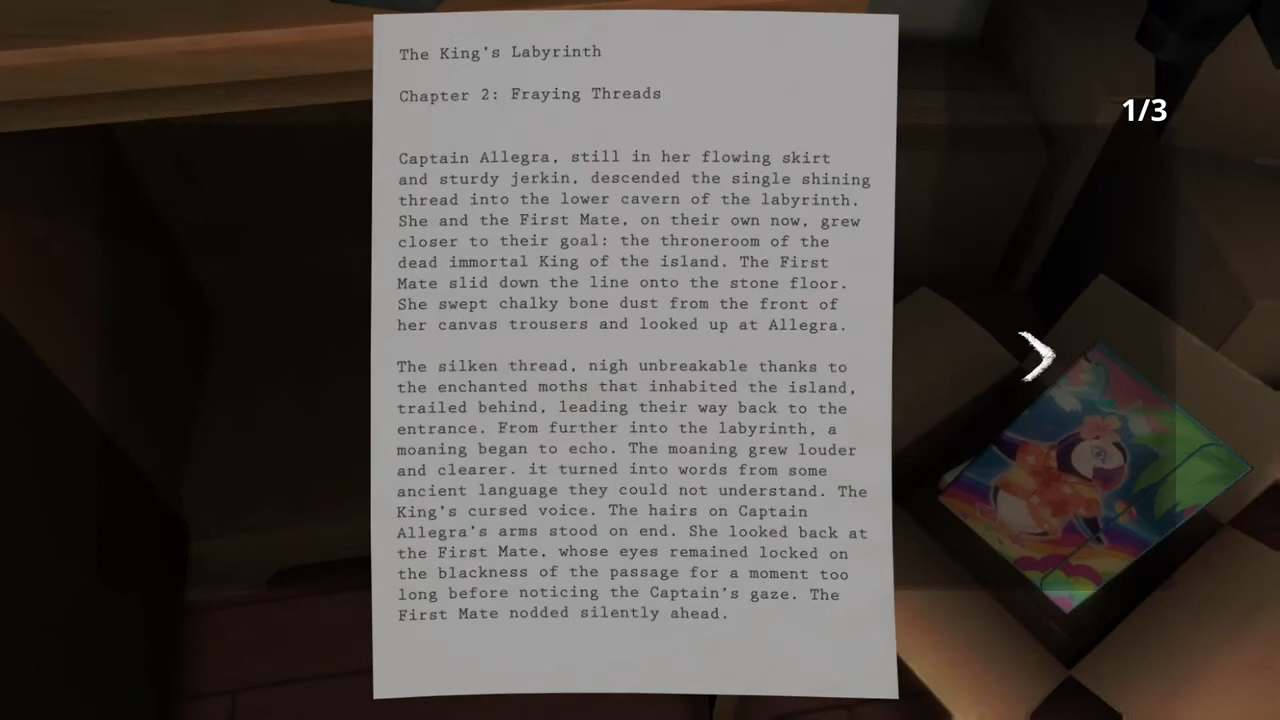 The King's Labyrinth
Chapter 2: Fraying Threads
1/3
Captain Allegra, still in her flowing skirt
and sturdy jerkin, descended the single shining
thread into the lower cavern of the labyrinth.
She and the First Mate, on their own now, grew
closer to their goal: the throneroom of the
dead immortal King of the island. The First
Mate slid down the line onto the stone floor.
She swept chalky bone dust from the front of
her canvas trousers and looked up at Allegra.
The silken thread, nigh unbreakable thanks to
the enchanted moths that inhabited the island,
trailed behind, leading their way back to the
entrance. From further into the labyrinth, a
moaning began to echo. The moaning grew louder
and clearer. it turned into words from some
ancient language they could not understand. The
King's cursed voice. The hairs on Captain
Allegra's arms stood on end. She looked back at
the First Mate, whose eyes remained locked on
the blackness of the passage for a moment too
long before noticing the Captain's gaze. The
First Mate nodded silently ahead.